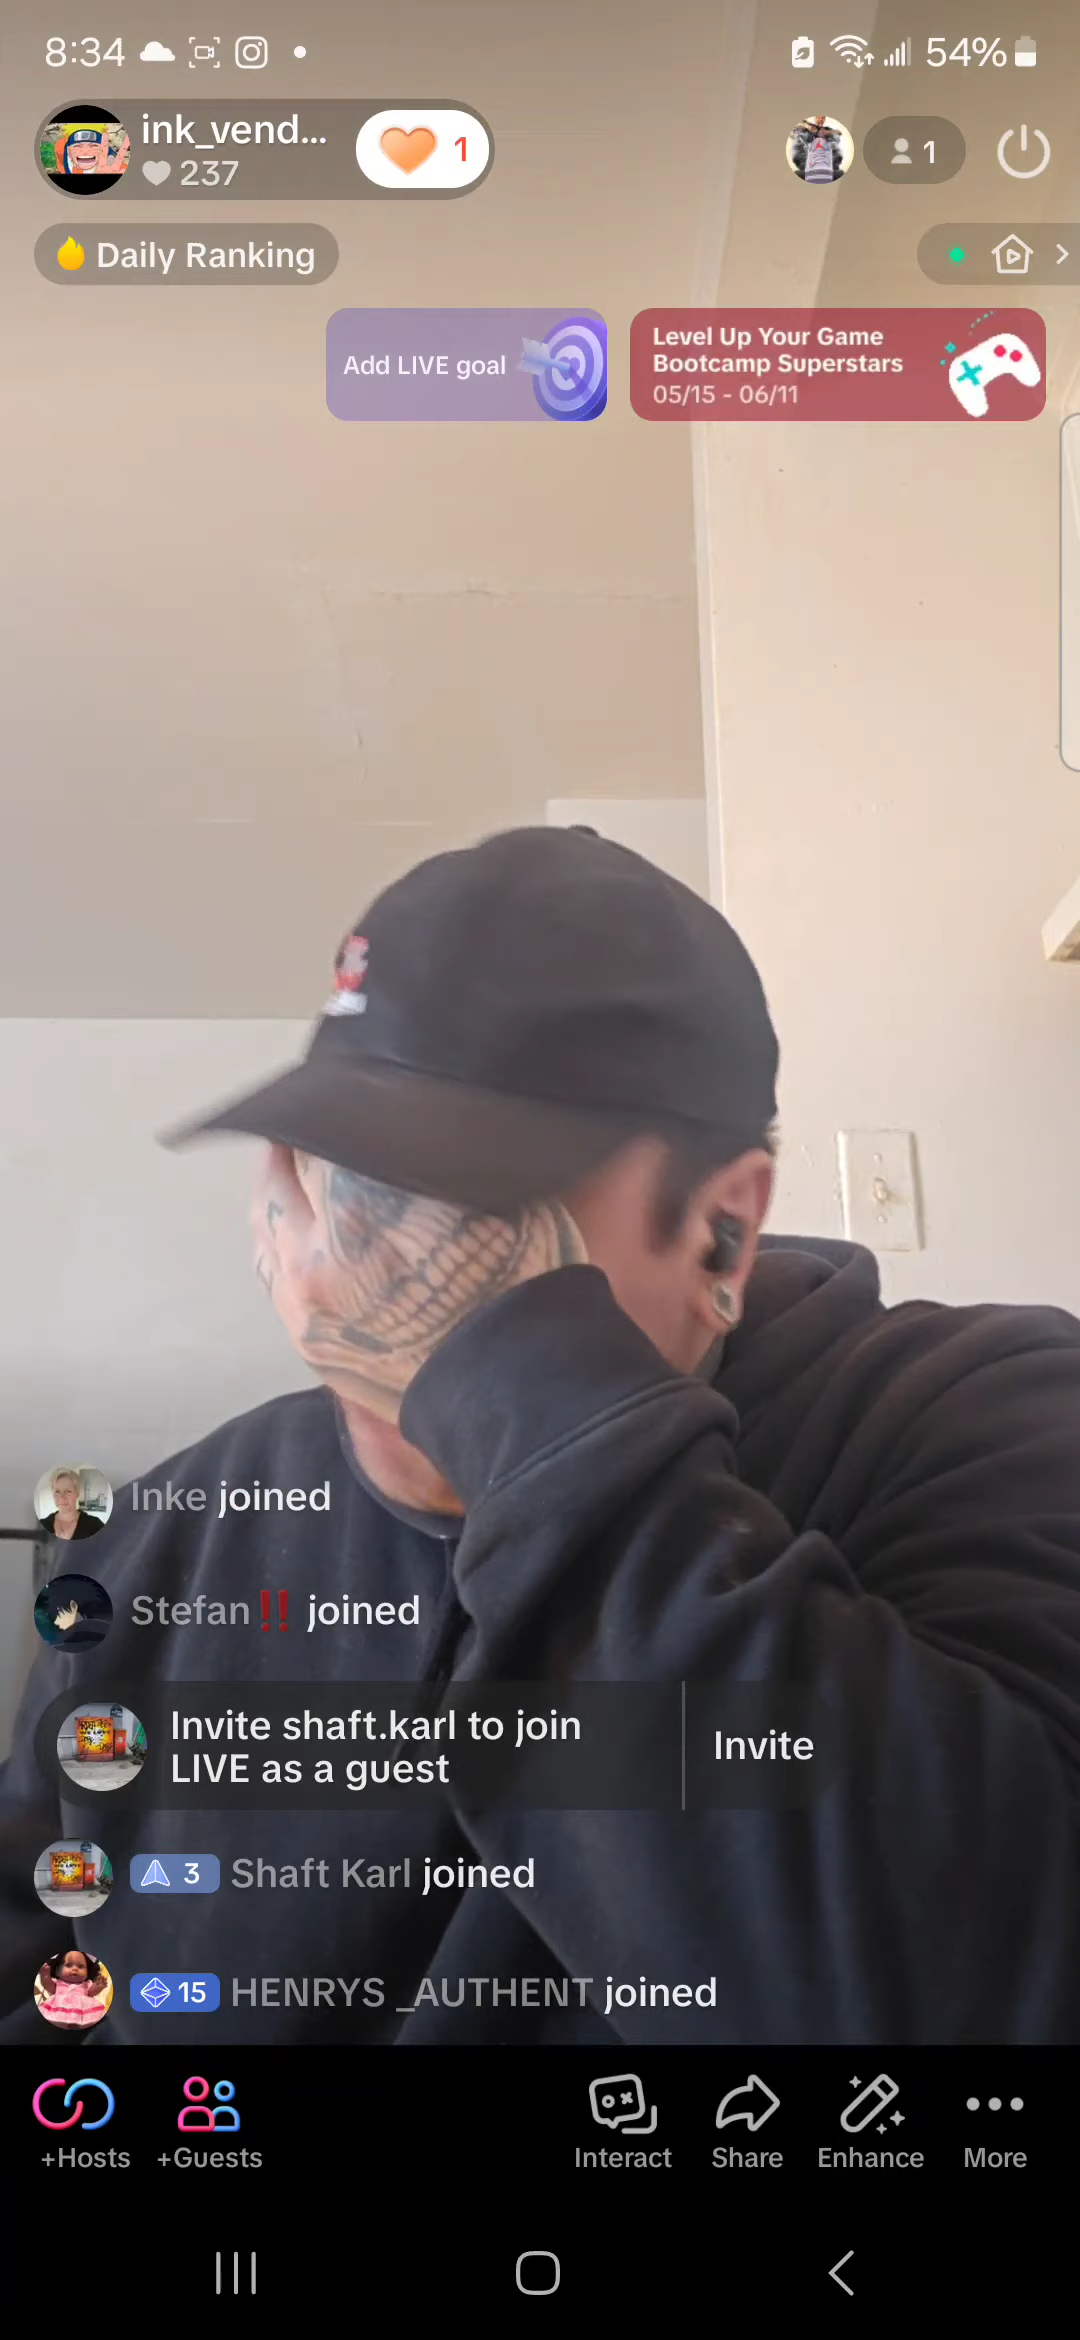 8:34
54%
ink_vend...
237
1
1
Daily Ranking
Add LIVE goal
Level Up Your Game
Bootcamp Superstars
05/15 - 06/11
Inke joined
Stefan‼️ joined
Invite shaft.karl to join
LIVE as a guest
Invite
3 Shaft Karl joined
15 HENRYS _AUTHENT joined
+Hosts
+Guests
Interact
Share
Enhance
More